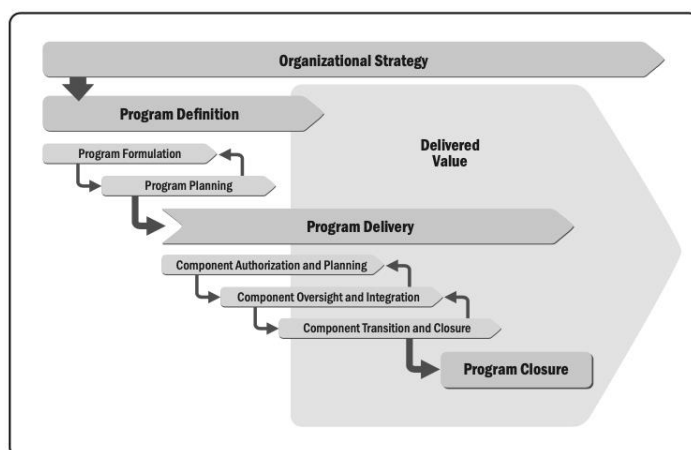 Organizational Strategy
Program Definition
Delivered
Value
Program Formulation
Program Planning
Program Delivery
Component Authorization and Planning
Component Oversight and Integration
Component Transition and Closure
Program Closure